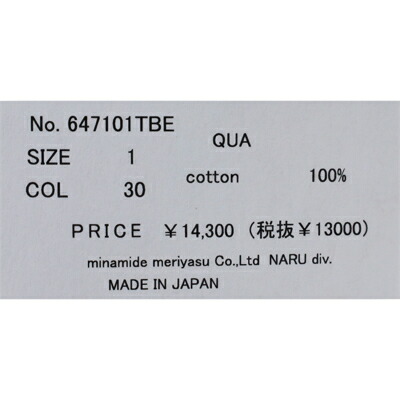 No. 647101TBE
QUA
SIZE 1
cotton 100%
COL 30
PRICE ¥14,300 (税抜¥13000)
minamide meriyasu Co.,Ltd NARU div.
MADE IN JAPAN